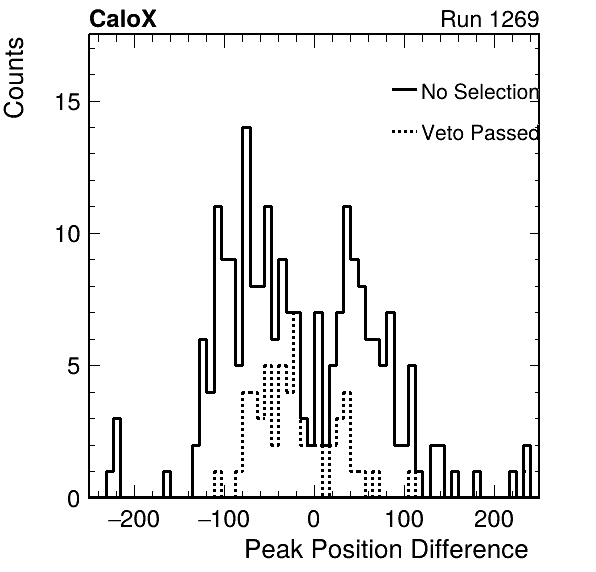 CaloX Run 1269
Counts
No Selection
Veto Passed
15
10
5
0
−200 −100 0 100 200
Peak Position Difference